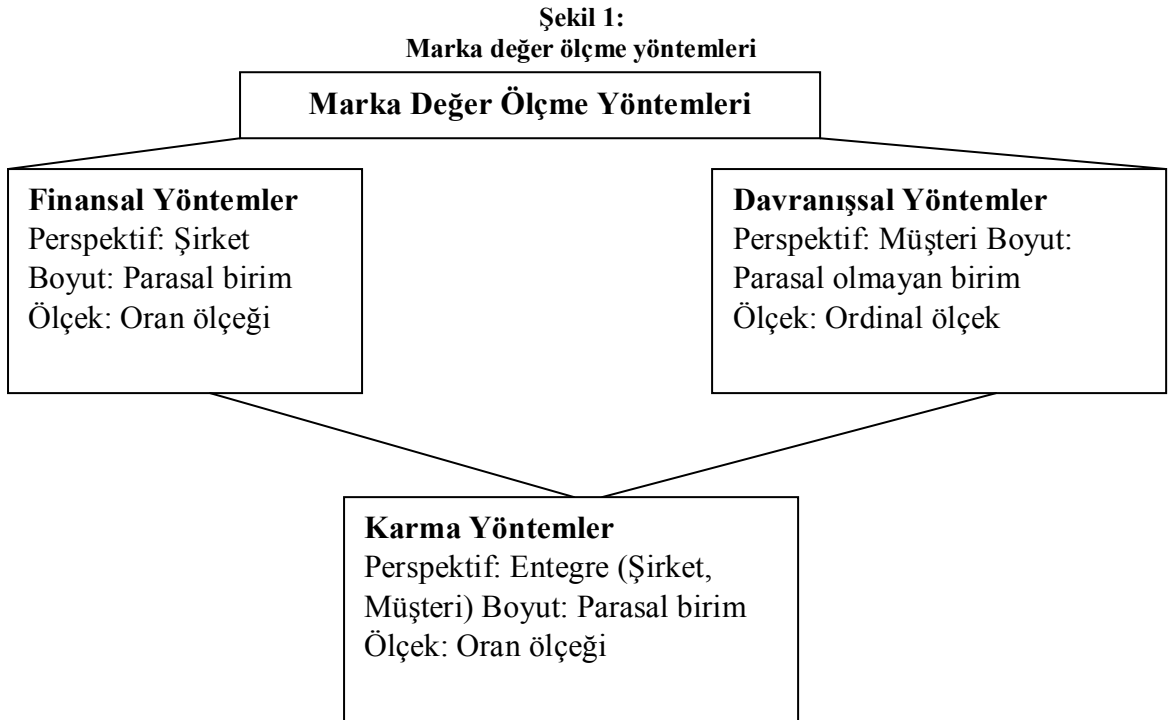 Şekil 1:
Marka değer ölçme yöntemleri
Marka Değer Ölçme Yöntemleri
Finansal Yöntemler
Perspektif: Şirket
Boyut: Parasal birim
Ölçek: Oran ölçeği
Davranışsal Yöntemler
Perspektif: Müşteri Boyut:
Parasal olmayan birim
Ölçek: Ordinal ölçek
Karma Yöntemler
Perspektif: Entegre (Şirket,
Müşteri) Boyut: Parasal birim
Ölçek: Oran ölçeği